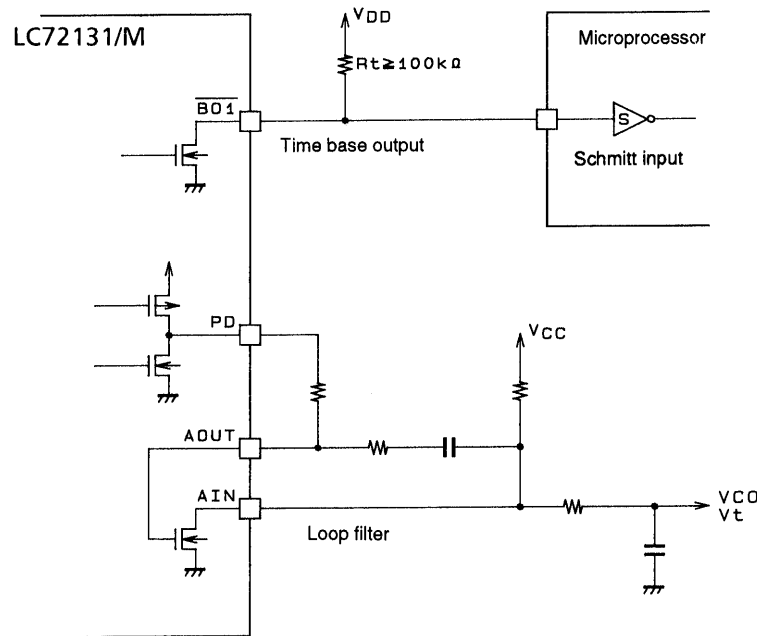 LC72131/M
VDD
Rt≧100kΩ
Microprocessor
BO1
Time base output
S
Schmitt input
PD
VCC
AOUT
AIN
Loop filter
VCO
Vt